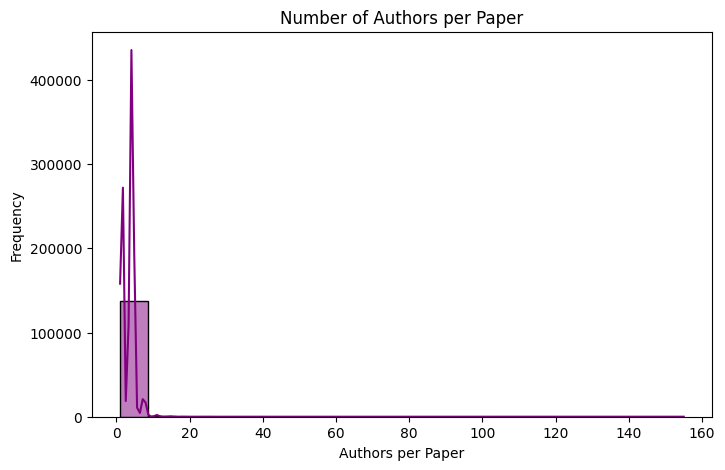 Number of Authors per Paper
Frequency
400000
300000
200000
100000
0
0 20 40 60 80 100 120 140 160
Authors per Paper